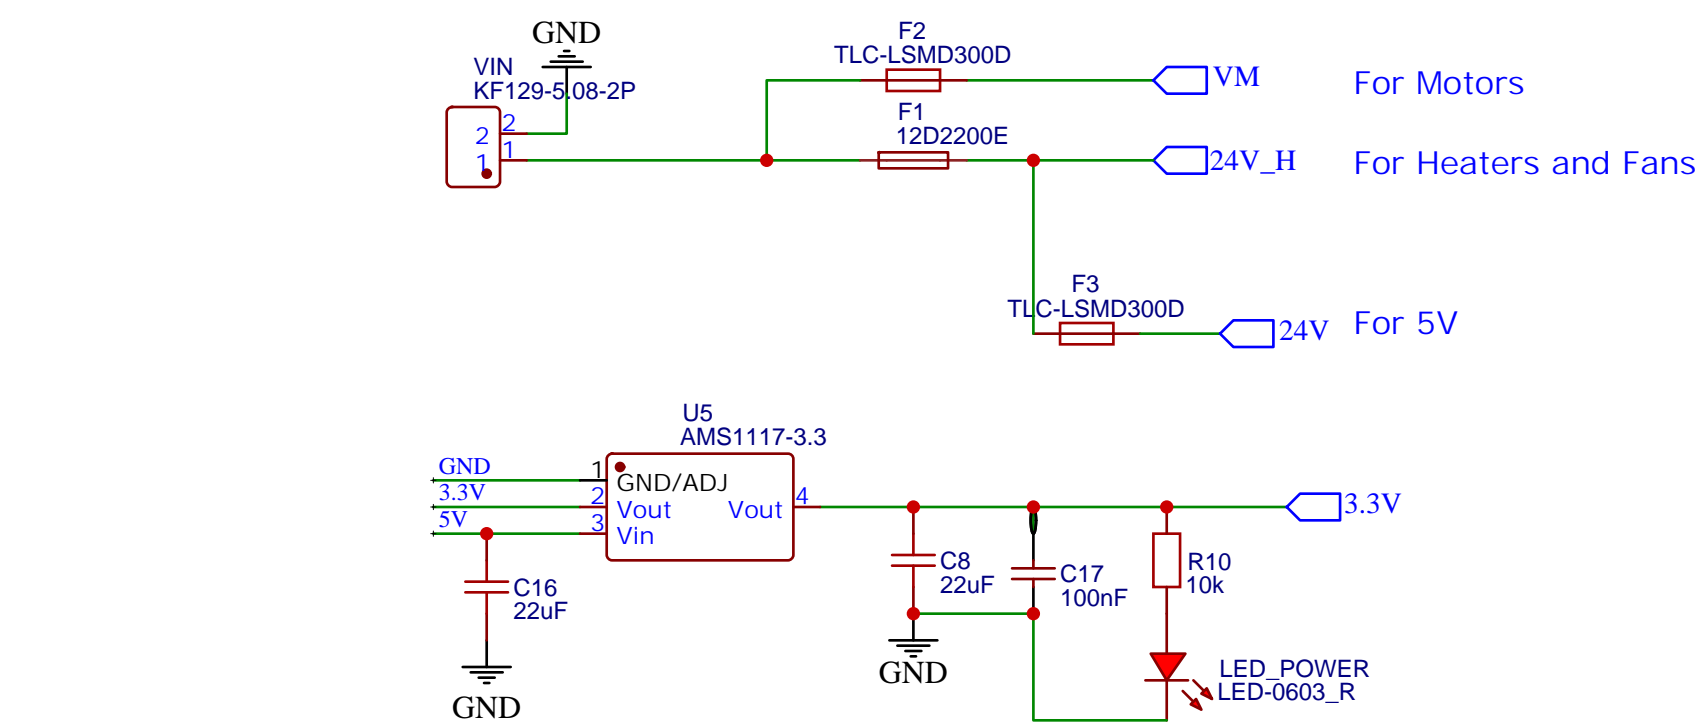 GND
VIN
KF129-5.08-2P
2
2
1
1
F2
TLC-LSMD300D
VM
For Motors
F1
12D2200E
24V_H
For Heaters and Fans
F3
TLC-LSMD300D
24V
For 5V
U5
AMS1117-3.3
GND
1
GND/ADJ
3.3V
2
Vout
Vout
4
5V
3
Vin
3.3V
C16
22uF
GND
C8
22uF
C17
100nF
R10
10k
GND
LED_POWER
LED-0603_R